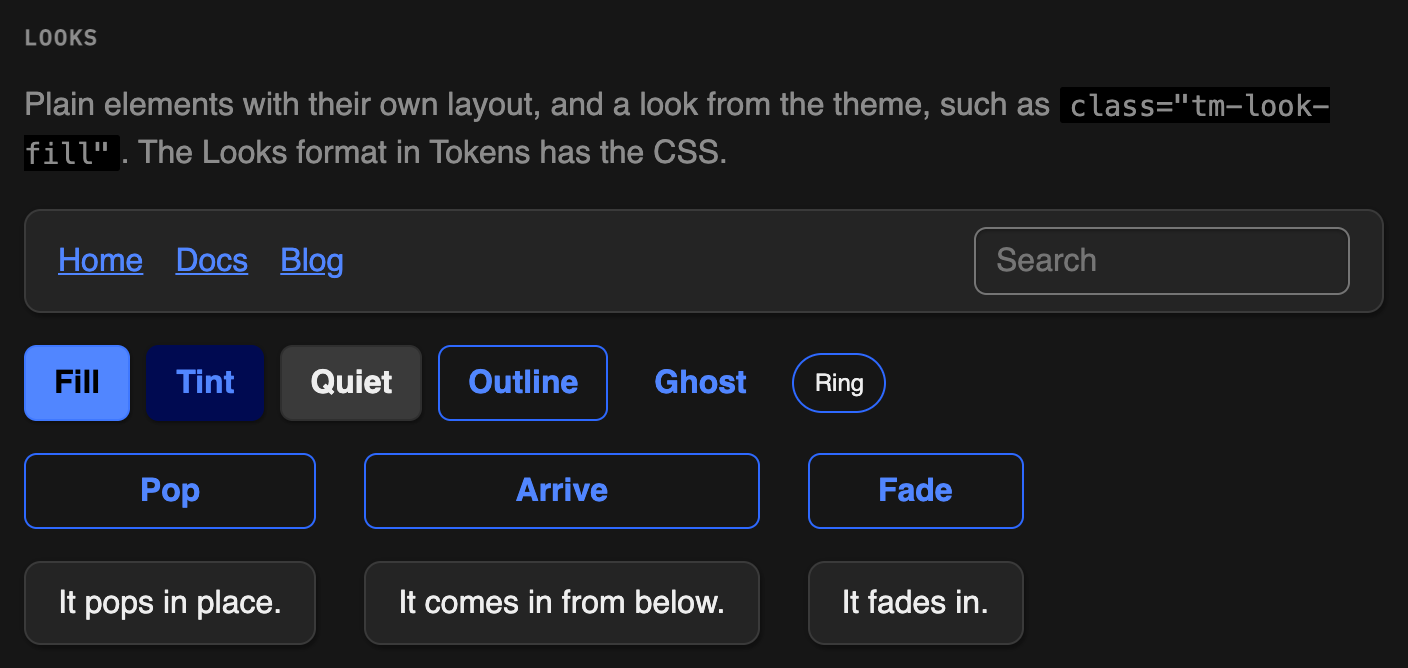 LOOKS
Plain elements with their own layout, and a look from the theme, such as class="tm-look-
fill". The Looks format in Tokens has the CSS.
Home Docs Blog Search
Fill Tint Quiet Outline Ghost Ring
Pop Arrive Fade
It pops in place. It comes in from below. It fades in.